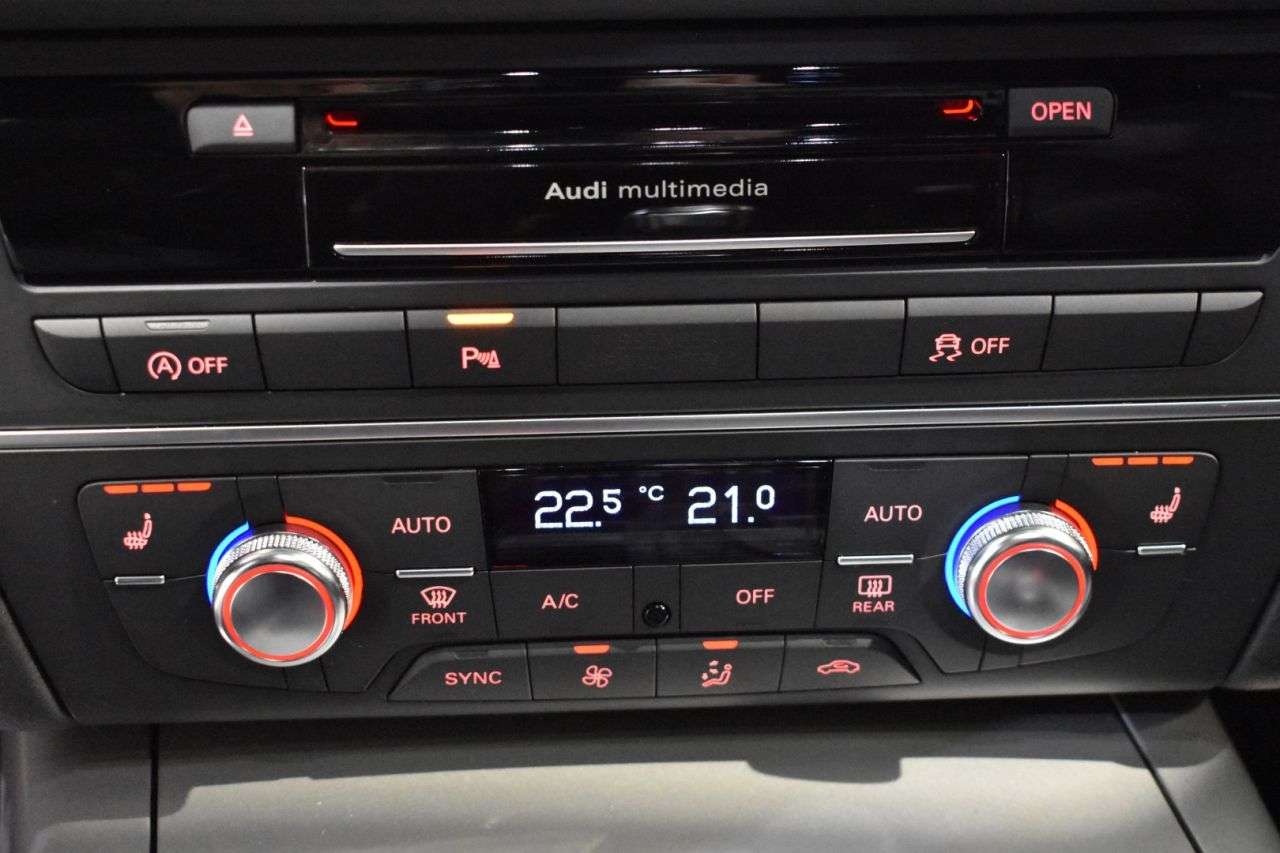 OPEN
Audi multimedia
A OFF
P
OFF
22.5 °C 21.0
AUTO
AUTO
FRONT
A/C
OFF
REAR
SYNC